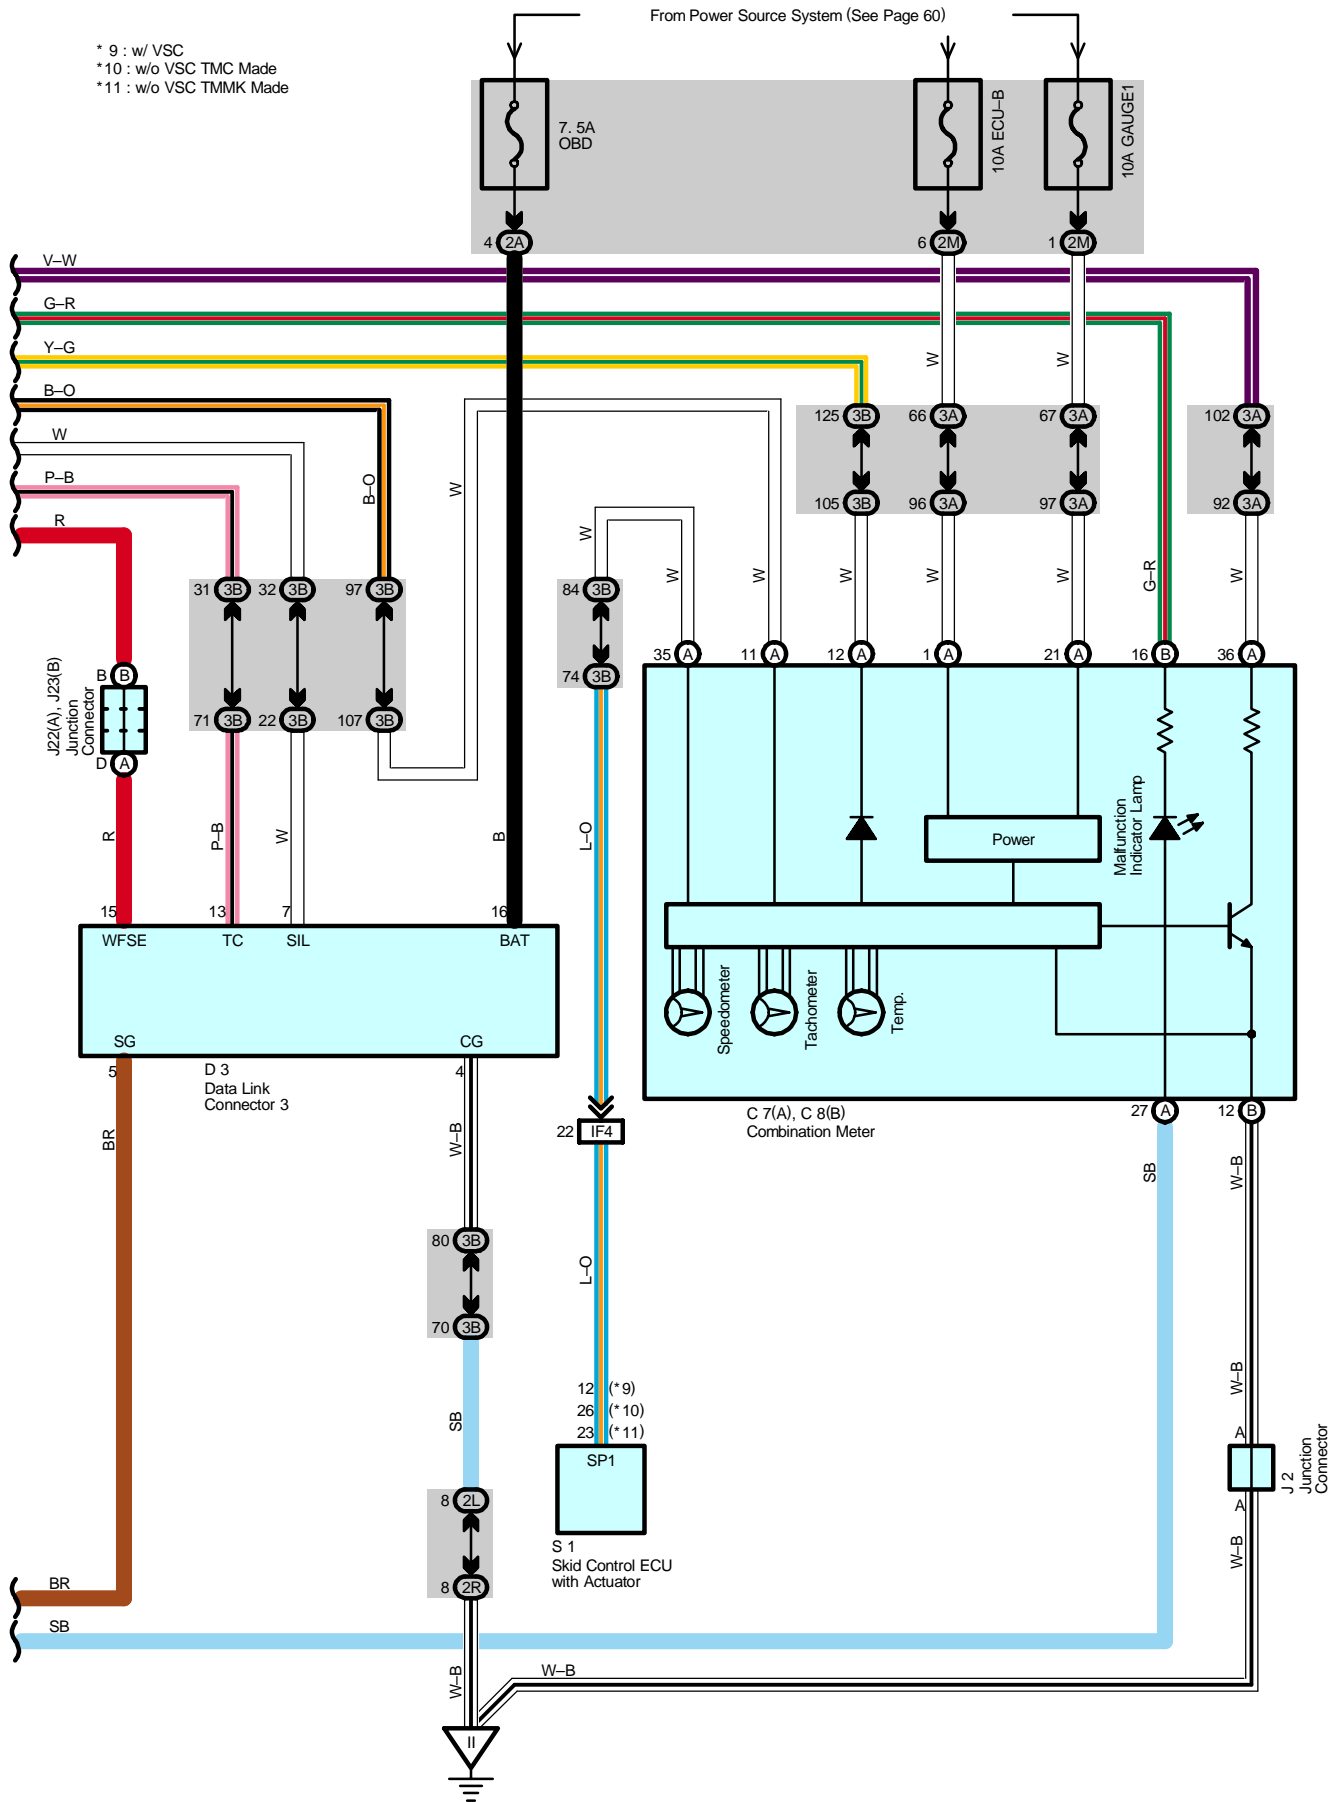 From Power Source System (See Page 60)
* 9 : w/ VSC
*10 : w/o VSC TMC Made
*11 : w/o VSC TMMK Made
7. 5A
OBD
10A ECU–B
10A GAUGE1
4 2A
6 2M
1 2M
V–W
G–R
Y–G
B–O
W
P–B
R
W
W
B–O
W
125 3B
66 3A
67 3A
102 3A
105 3B
96 3A
97 3A
92 3A
W
W
W
W
W
W
G–R
W
31 3B
32 3B
97 3B
84 3B
35 A
11 A
12 A
1 A
21 A
16 B
36 A
B B
74 3B
J22(A), J23(B)
Junction
Connector
71 3B
22 3B
107 3B
D A
R
P–B
W
B
L–O
Power
Malfunction
Indicator Lamp
15
13
7
16
WFSE
TC
SIL
BAT
Speedometer
Tachometer
Temp.
SG
CG
5
4
D 3
Data Link
Connector 3
C 7(A), C 8(B)
Combination Meter
27 A
12 B
22 IF4
BR
W–B
SB
W–B
80 3B
70 3B
L–O
12 (*9)
26 (*10)
23 (*11)
SP1
S 1
Skid Control ECU
with Actuator
SB
W–B
A
A
J 2
Junction
Connector
W–B
8 2L
8 2R
BR
SB
W–B
W–B
II